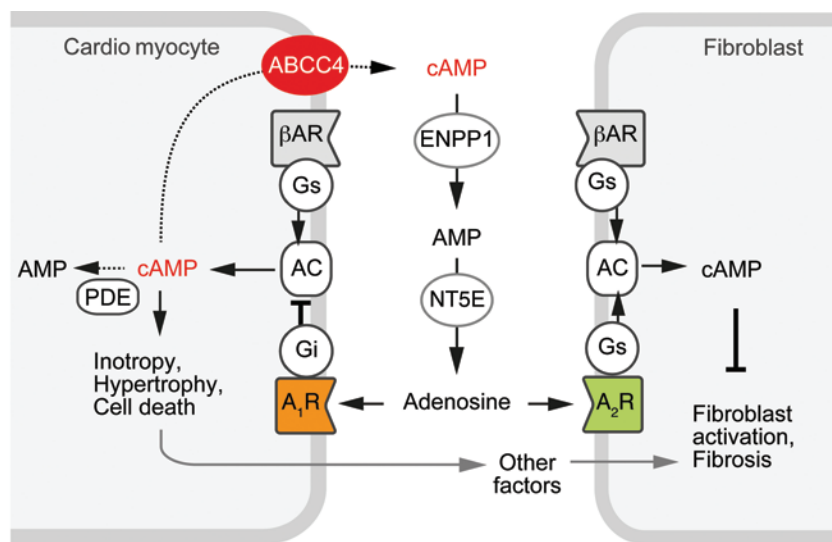 Cardio myocyte
ABCC4
cAMP
Fibroblast
βAR
ENPP1
βAR
Gs
Gs
AMP
cAMP
AC
AMP
AC
cAMP
PDE
NT5E
Gi
Gs
Inotropy,
Hypertrophy,
Cell death
A₁R
Adenosine
A₂R
Fibroblast
activation,
Fibrosis
Other
factors